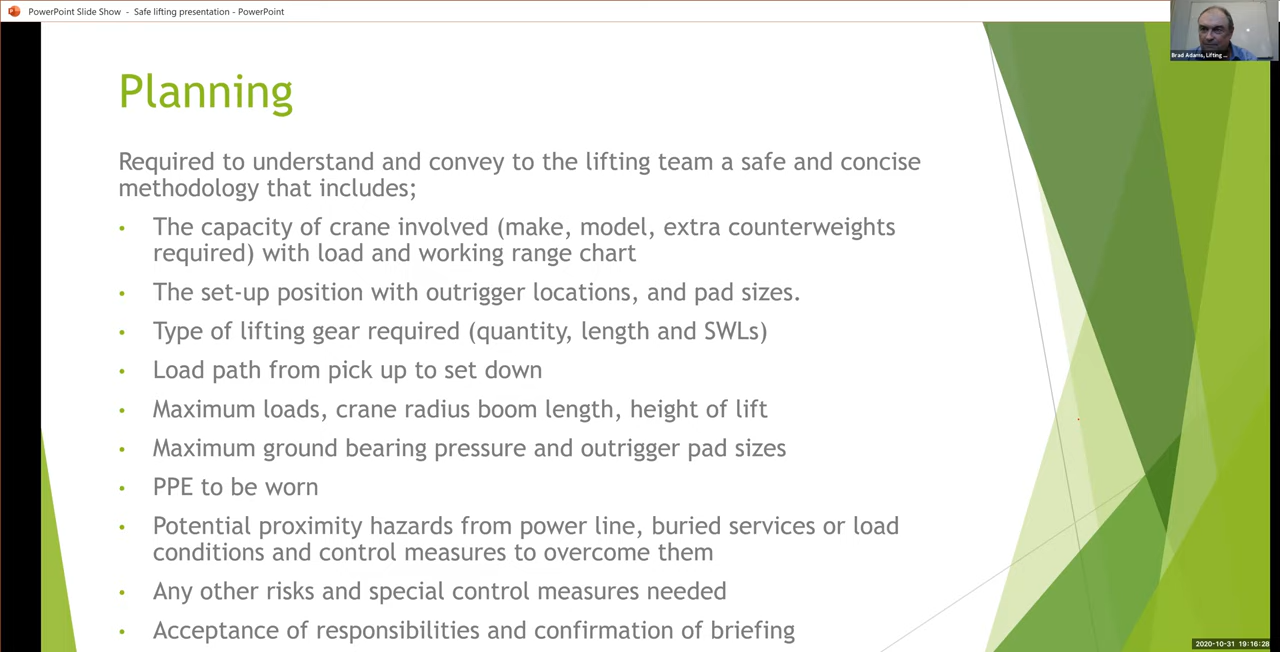 PowerPoint Slide Show - Safe lifting presentation - PowerPoint
Brad Adams, Lifting ...
Planning
Required to understand and convey to the lifting team a safe and concise
methodology that includes;
• The capacity of crane involved (make, model, extra counterweights
required) with load and working range chart
• The set-up position with outrigger locations, and pad sizes.
• Type of lifting gear required (quantity, length and SWLs)
• Load path from pick up to set down
• Maximum loads, crane radius boom length, height of lift
• Maximum ground bearing pressure and outrigger pad sizes
• PPE to be worn
• Potential proximity hazards from power line, buried services or load
conditions and control measures to overcome them
• Any other risks and special control measures needed
• Acceptance of responsibilities and confirmation of briefing
2020-10-31 19:16:28